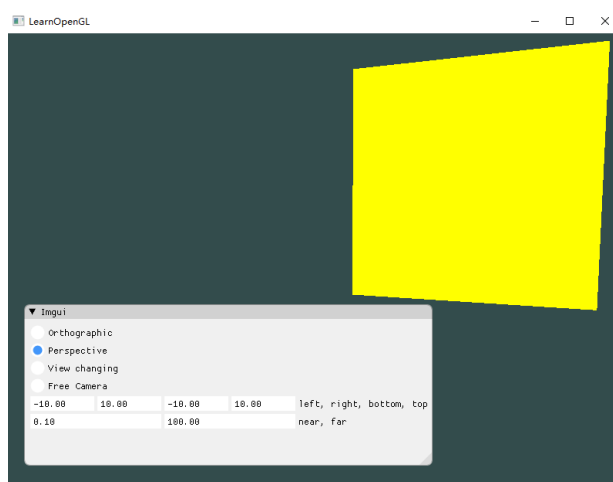 LearnOpenGL
▼ Imgui
Orthographic
Perspective
View changing
Free Camera
-10.00 10.00 -10.00 10.00 left, right, bottom, top
0.10 100.00 near, far